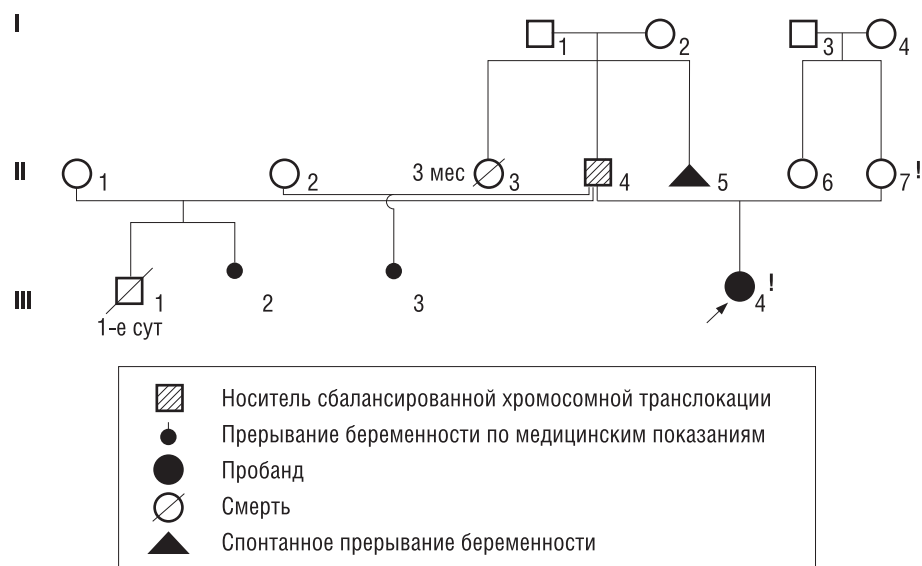 I
1
2
3
4
II
1
2
3 мес
3
4
5
6
7
!
III
1
1-е сут
2
3
4
!
Носитель сбалансированной хромосомной транслокации
Прерывание беременности по медицинским показаниям
Пробанд
Смерть
Спонтанное прерывание беременности